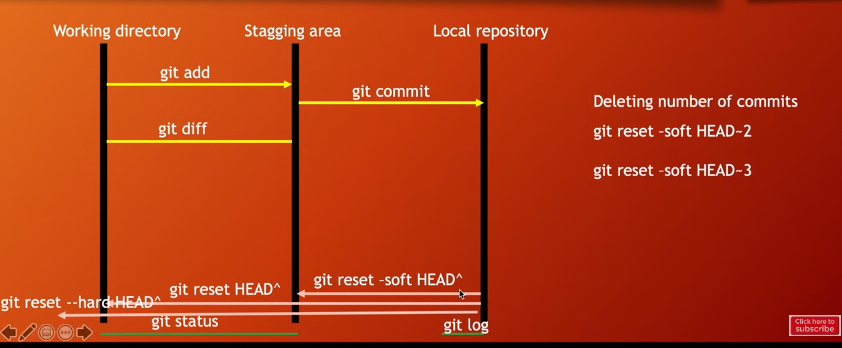 Working directory
Stagging area
Local repository
git add
git commit
git diff
Deleting number of commits
git reset -soft HEAD~2
git reset -soft HEAD~3
git reset -soft HEAD^
git reset HEAD^
git reset --hard HEAD^
git status
git log
Click here to
subscribe